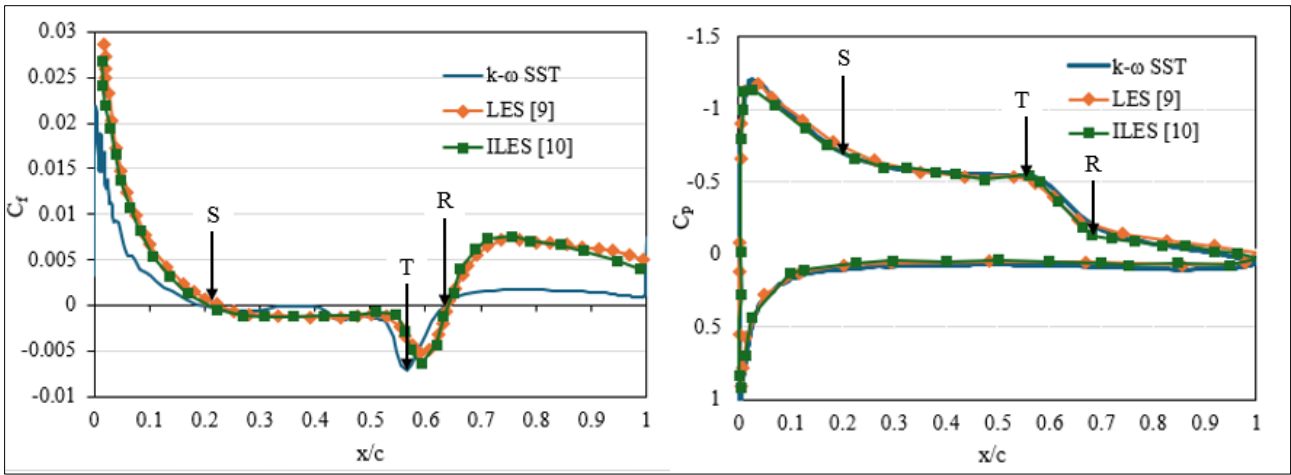 0.03
0.025
0.02
0.015
0.01
0.005
0
-0.005
-0.01
C_f
k-ω SST
LES [9]
ILES [10]
S
T
R
0 0.1 0.2 0.3 0.4 0.5 0.6 0.7 0.8 0.9 1
x/c
-1.5
-1
-0.5
0
0.5
1
C_p
k-ω SST
LES [9]
ILES [10]
S
T
R
0 0.1 0.2 0.3 0.4 0.5 0.6 0.7 0.8 0.9 1
x/c